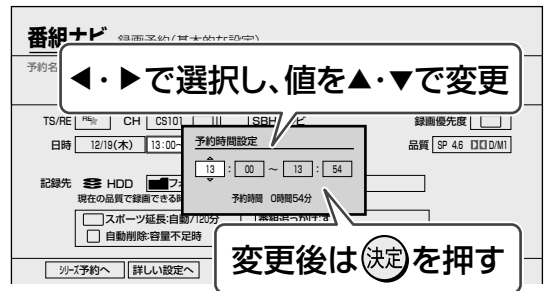 番組ナビ 録画予約(基本的な設定)
予約名
◀・▶で選択し、値を▲・▼で変更
TS/RE RE CH CS101 録画優先度
日時 12/19(木) 13:00~ 品質 SP 4.6 D/M1
予約時間設定
13 : 00 ~ 13 : 54
予約時間 0時間54分
記録先 HDD
現在の品質で録画できる
スポーツ延長:自動/120分
自動削除:容量不足時
変更後は決定を押す
シリーズ予約へ 詳しい設定へ